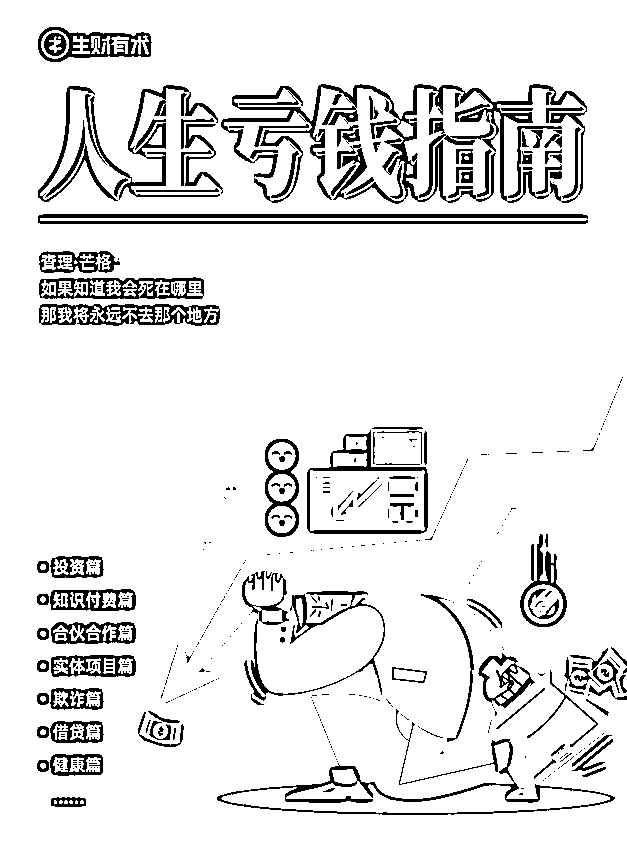 生财有术
人生亏钱指南
查理·芒格·
如果知道我会死在哪里
那我将永远不去那个地方
投资篇
知识付费篇
合伙合作篇
实体项目篇
欺诈篇
借贷篇
健康篇
……